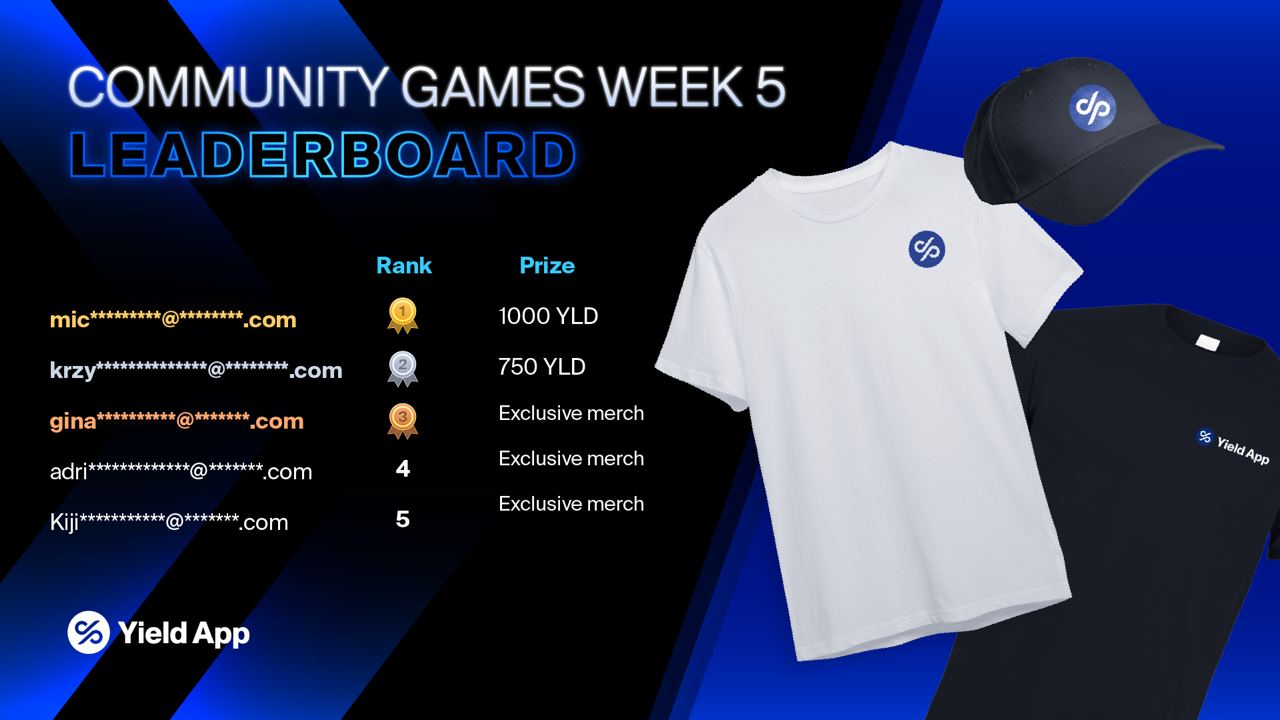 COMMUNITY GAMES WEEK 5
LEADERBOARD
Rank Prize
mic*********@********.com 1 1000 YLD
krzy**************@********.com 2 750 YLD
gina**********@*******.com 3 Exclusive merch
adri*************@*******.com 4 Exclusive merch
Kiji***********@*******.com 5 Exclusive merch
Yield App
Yield App